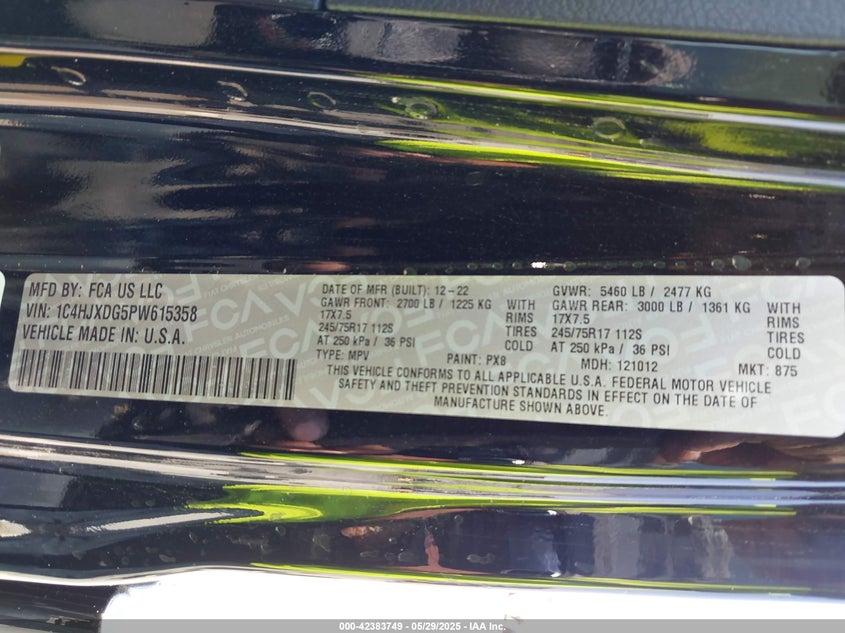 MFD BY: FCA US LLC
VIN: 1C4HJXDG5PW615358
VEHICLE MADE IN U.S.A.
DATE OF MFR (BUILT): 12-22
GAWR FRONT: 2700 LB / 1225 KG WITH
17X7.5 RIMS
245/75R17 112S TIRES
AT 250 kPa / 36 PSI COLD
TYPE: MPV PAINT: PX8
GVWR: 5460 LB / 2477 KG
GAWR REAR: 3000 LB / 1361 KG WITH
17X7.5 RIMS
245/75R17 112S TIRES
AT 250 kPa / 36 PSI COLD
MDH: 121012 MKT: 875
THIS VEHICLE CONFORMS TO ALL APPLICABLE U.S.A. FEDERAL MOTOR VEHICLE
SAFETY AND THEFT PREVENTION STANDARDS IN EFFECT ON THE DATE OF
MANUFACTURE SHOWN ABOVE.
000-42383749 - 05/29/2025 - IAA Inc.